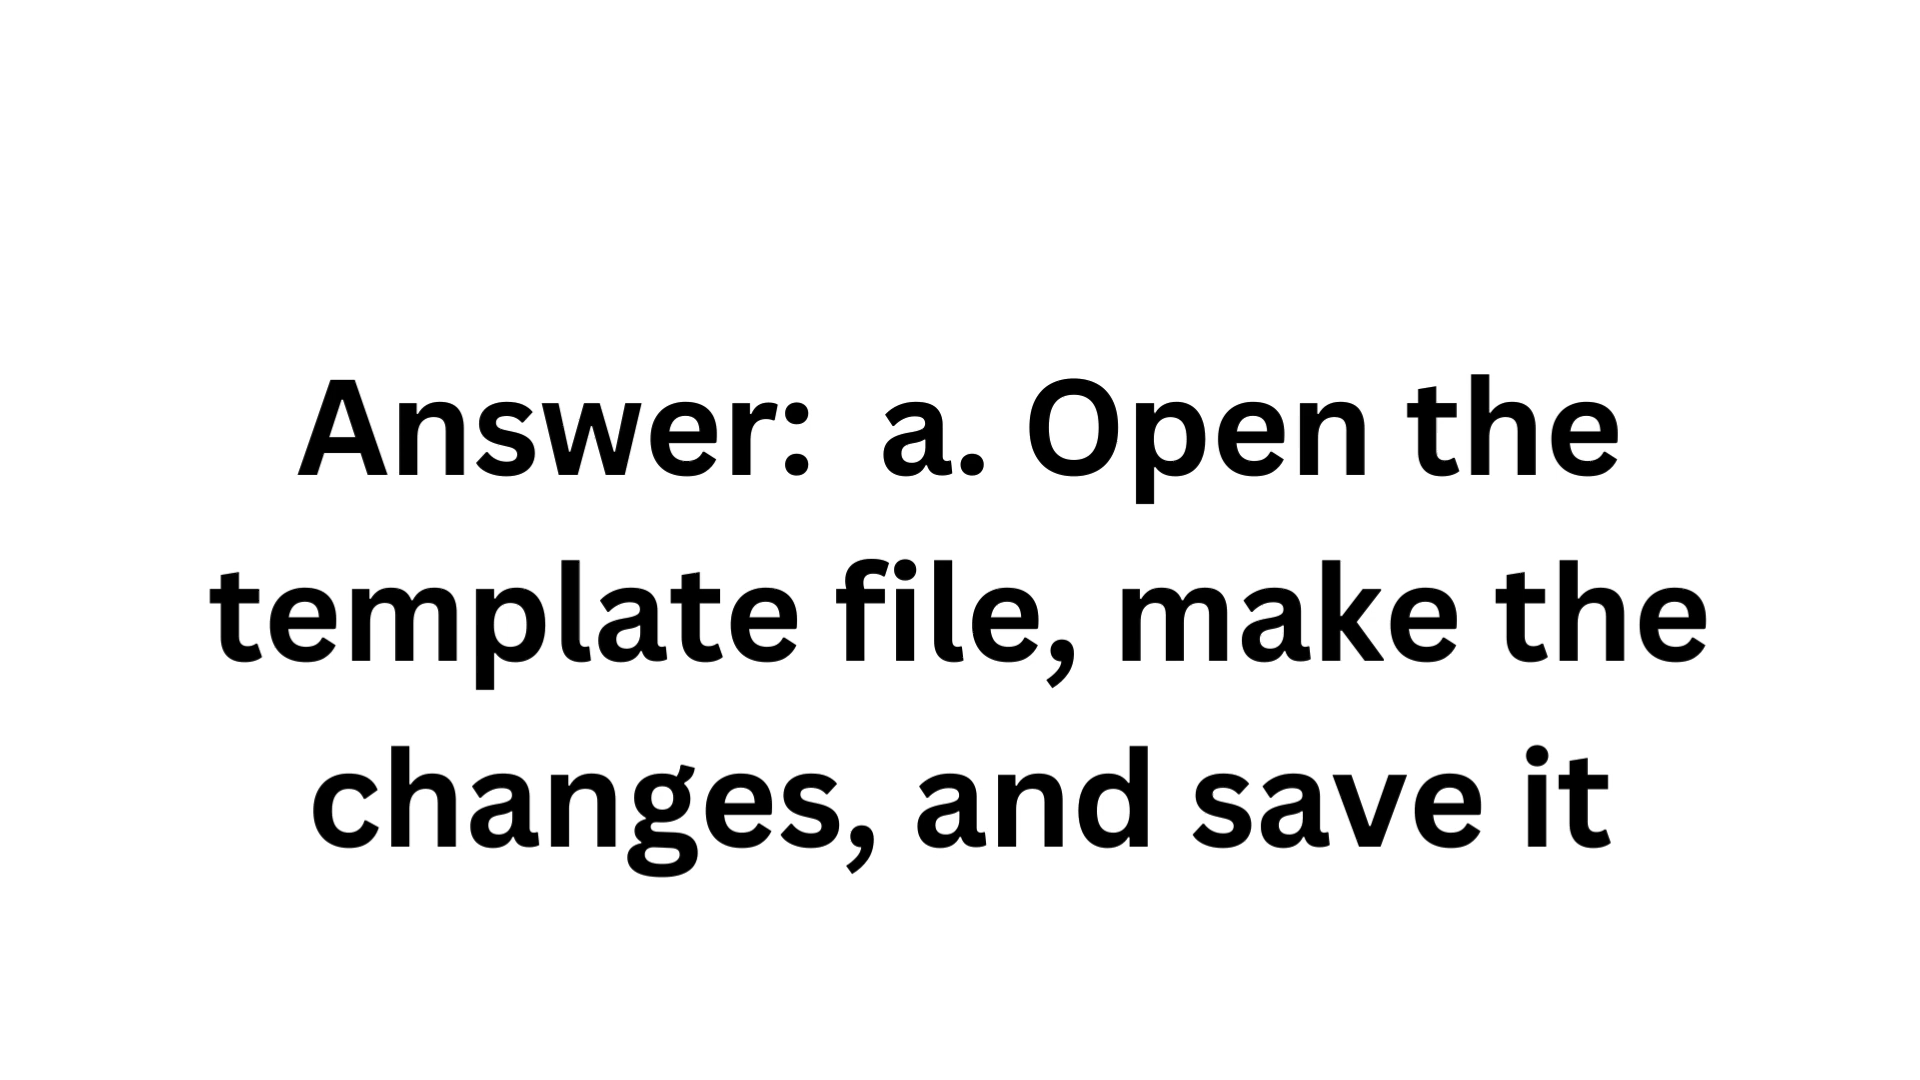 Answer:  a. Open the
template file, make the
changes, and save it